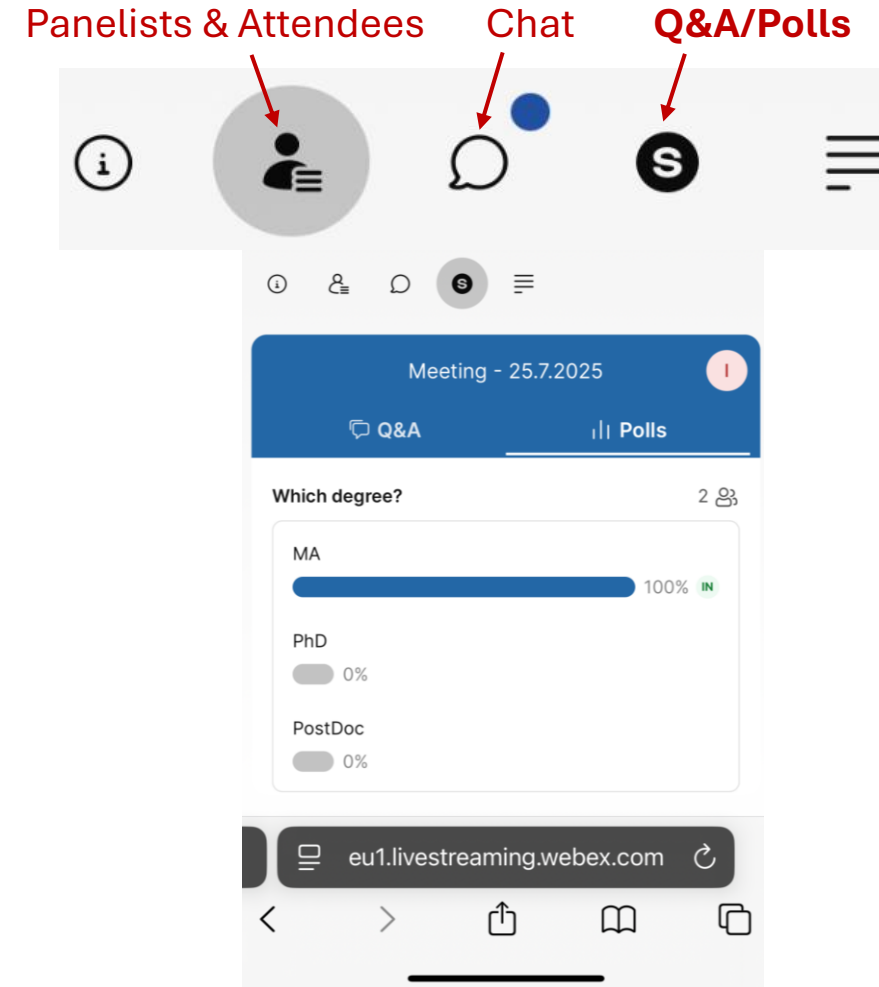 Panelists & Attendees Chat Q&A/Polls
i S
i S
Meeting - 25.7.2025 I
Q&A Polls
Which degree? 2
MA
100% IN
PhD
0%
PostDoc
0%
eu1.livestreaming.webex.com